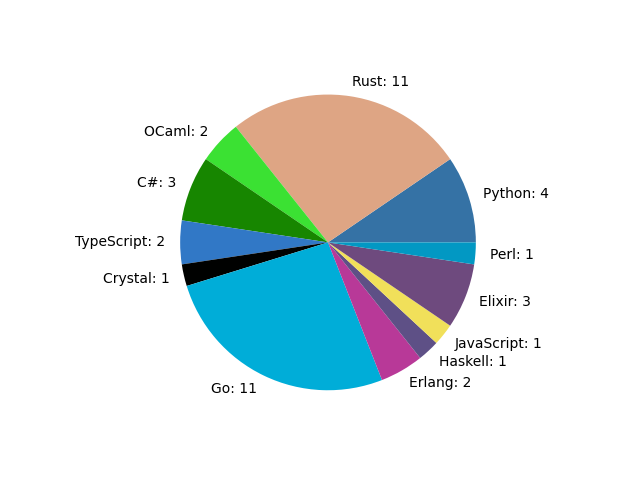 Rust: 11
OCaml: 2
C#: 3
Python: 4
TypeScript: 2
Perl: 1
Crystal: 1
Elixir: 3
JavaScript: 1
Haskell: 1
Erlang: 2
Go: 11